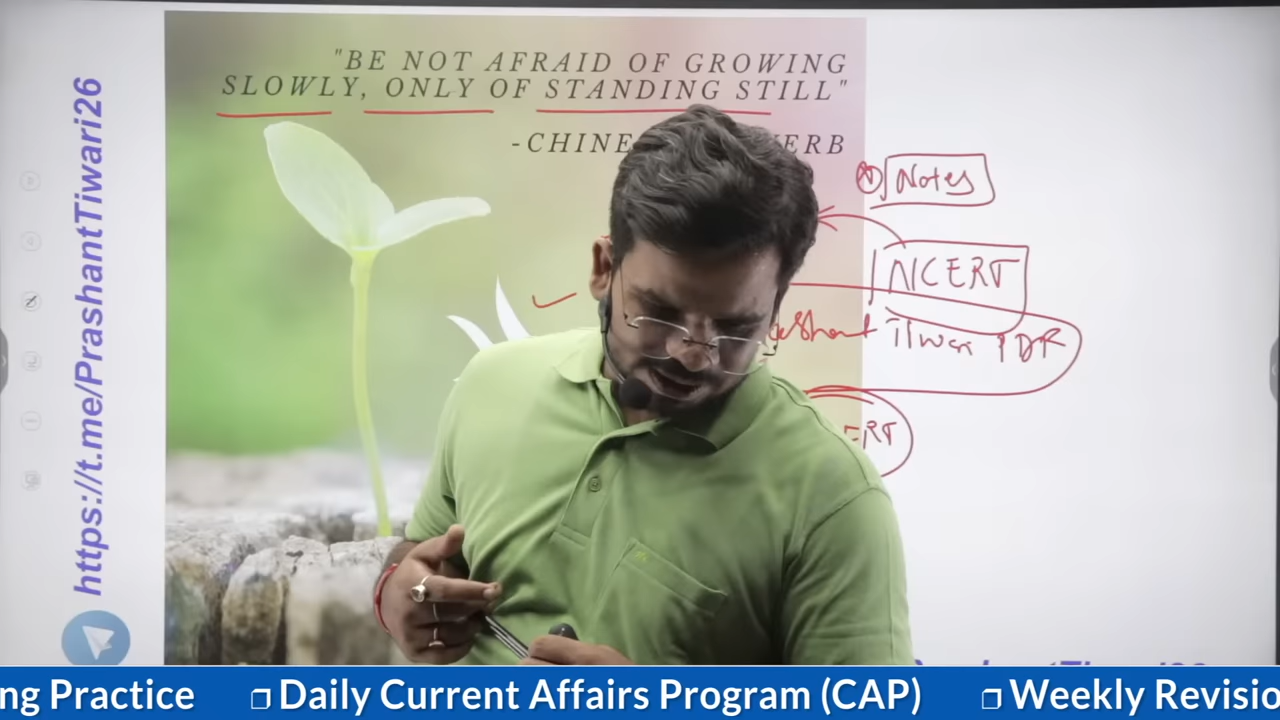 https://t.me/PrashantTiwari26
"BE NOT AFRAID OF GROWING
SLOWLY, ONLY OF STANDING STILL"
-CHINE ERB
Notes
NCERT
Tiwari PDF
ERT
ng Practice ❐ Daily Current Affairs Program (CAP) ❐ Weekly Revisio